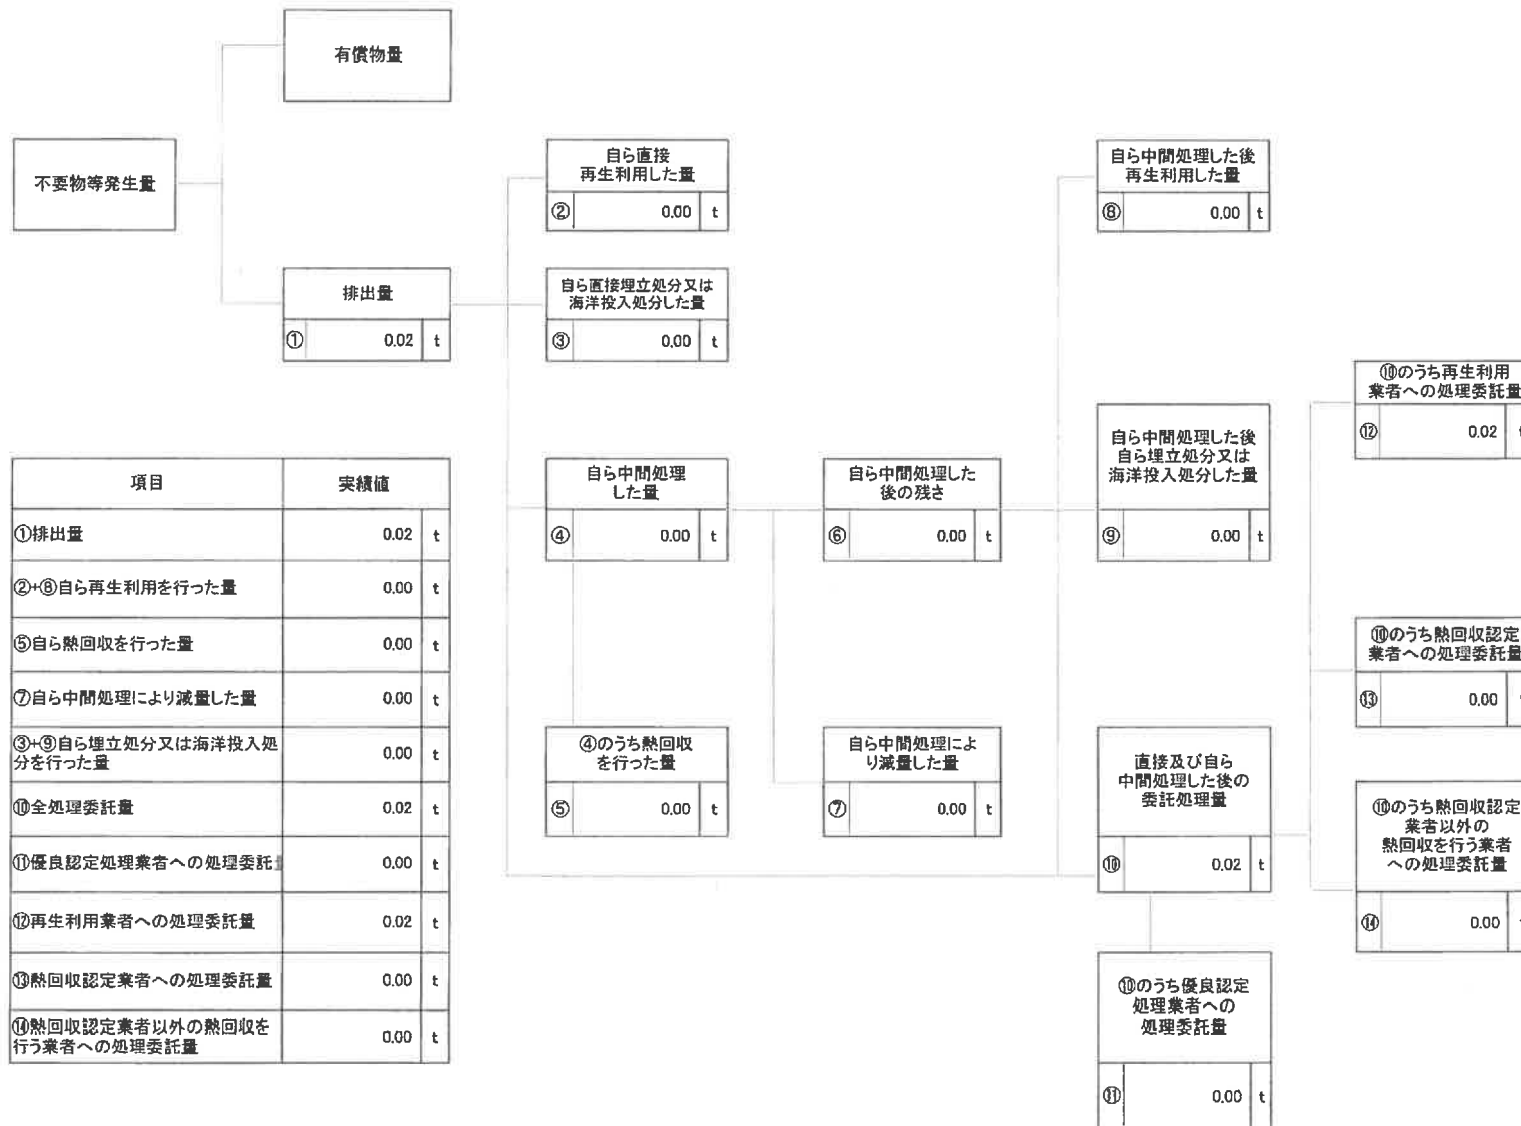 有償物量
不要物等発生量
排出量
① 0.02 t
自ら直接
再生利用した量
② 0.00 t
自ら直接埋立処分又は
海洋投入処分した量
③ 0.00 t
自ら中間処理した後
再生利用した量
⑧ 0.00 t
⑩のうち再生利用
業者への処理委託量
⑫ 0.02
自ら中間処理した後
自ら埋立処分又は
海洋投入処分した量
⑨ 0.00 t
自ら中間処理
した量
④ 0.00 t
自ら中間処理した
後の残さ
⑥ 0.00 t
④のうち熱回収
を行った量
⑤ 0.00 t
自ら中間処理によ
り減量した量
⑦ 0.00 t
直接及び自ら
中間処理した後の
委託処理量
⑩ 0.02 t
⑩のうち熱回収認定
業者への処理委託量
⑬ 0.00
⑩のうち熱回収認定
業者以外の
熱回収を行う業者
への処理委託量
⑭ 0.00
⑩のうち優良認定
処理業者への
処理委託量
⑪ 0.00 t
項目 実績値
①排出量 0.02 t
②+⑧自ら再生利用を行った量 0.00 t
⑤自ら熱回収を行った量 0.00 t
⑦自ら中間処理により減量した量 0.00 t
③+⑨自ら埋立処分又は海洋投入処
分を行った量 0.00 t
⑩全処理委託量 0.02 t
⑪優良認定処理業者への処理委託 0.00 t
⑫再生利用業者への処理委託量 0.02 t
⑬熱回収認定業者への処理委託量 0.00 t
⑭熱回収認定業者以外の熱回収を
行う業者への処理委託量 0.00 t